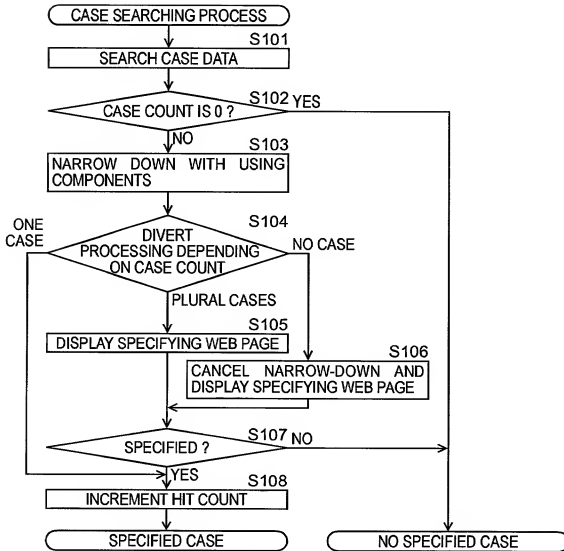 CASE SEARCHING PROCESS
S101
SEARCH CASE DATA
S102
CASE COUNT IS 0 ?
YES
NO
S103
NARROW DOWN WITH USING
COMPONENTS
S104
ONE
CASE
DIVERT
PROCESSING DEPENDING
ON CASE COUNT
NO CASE
PLURAL CASES
S105
DISPLAY SPECIFYING WEB PAGE
S106
CANCEL NARROW-DOWN AND
DISPLAY SPECIFYING WEB PAGE
S107
SPECIFIED ?
NO
YES
S108
INCREMENT HIT COUNT
SPECIFIED CASE
NO SPECIFIED CASE